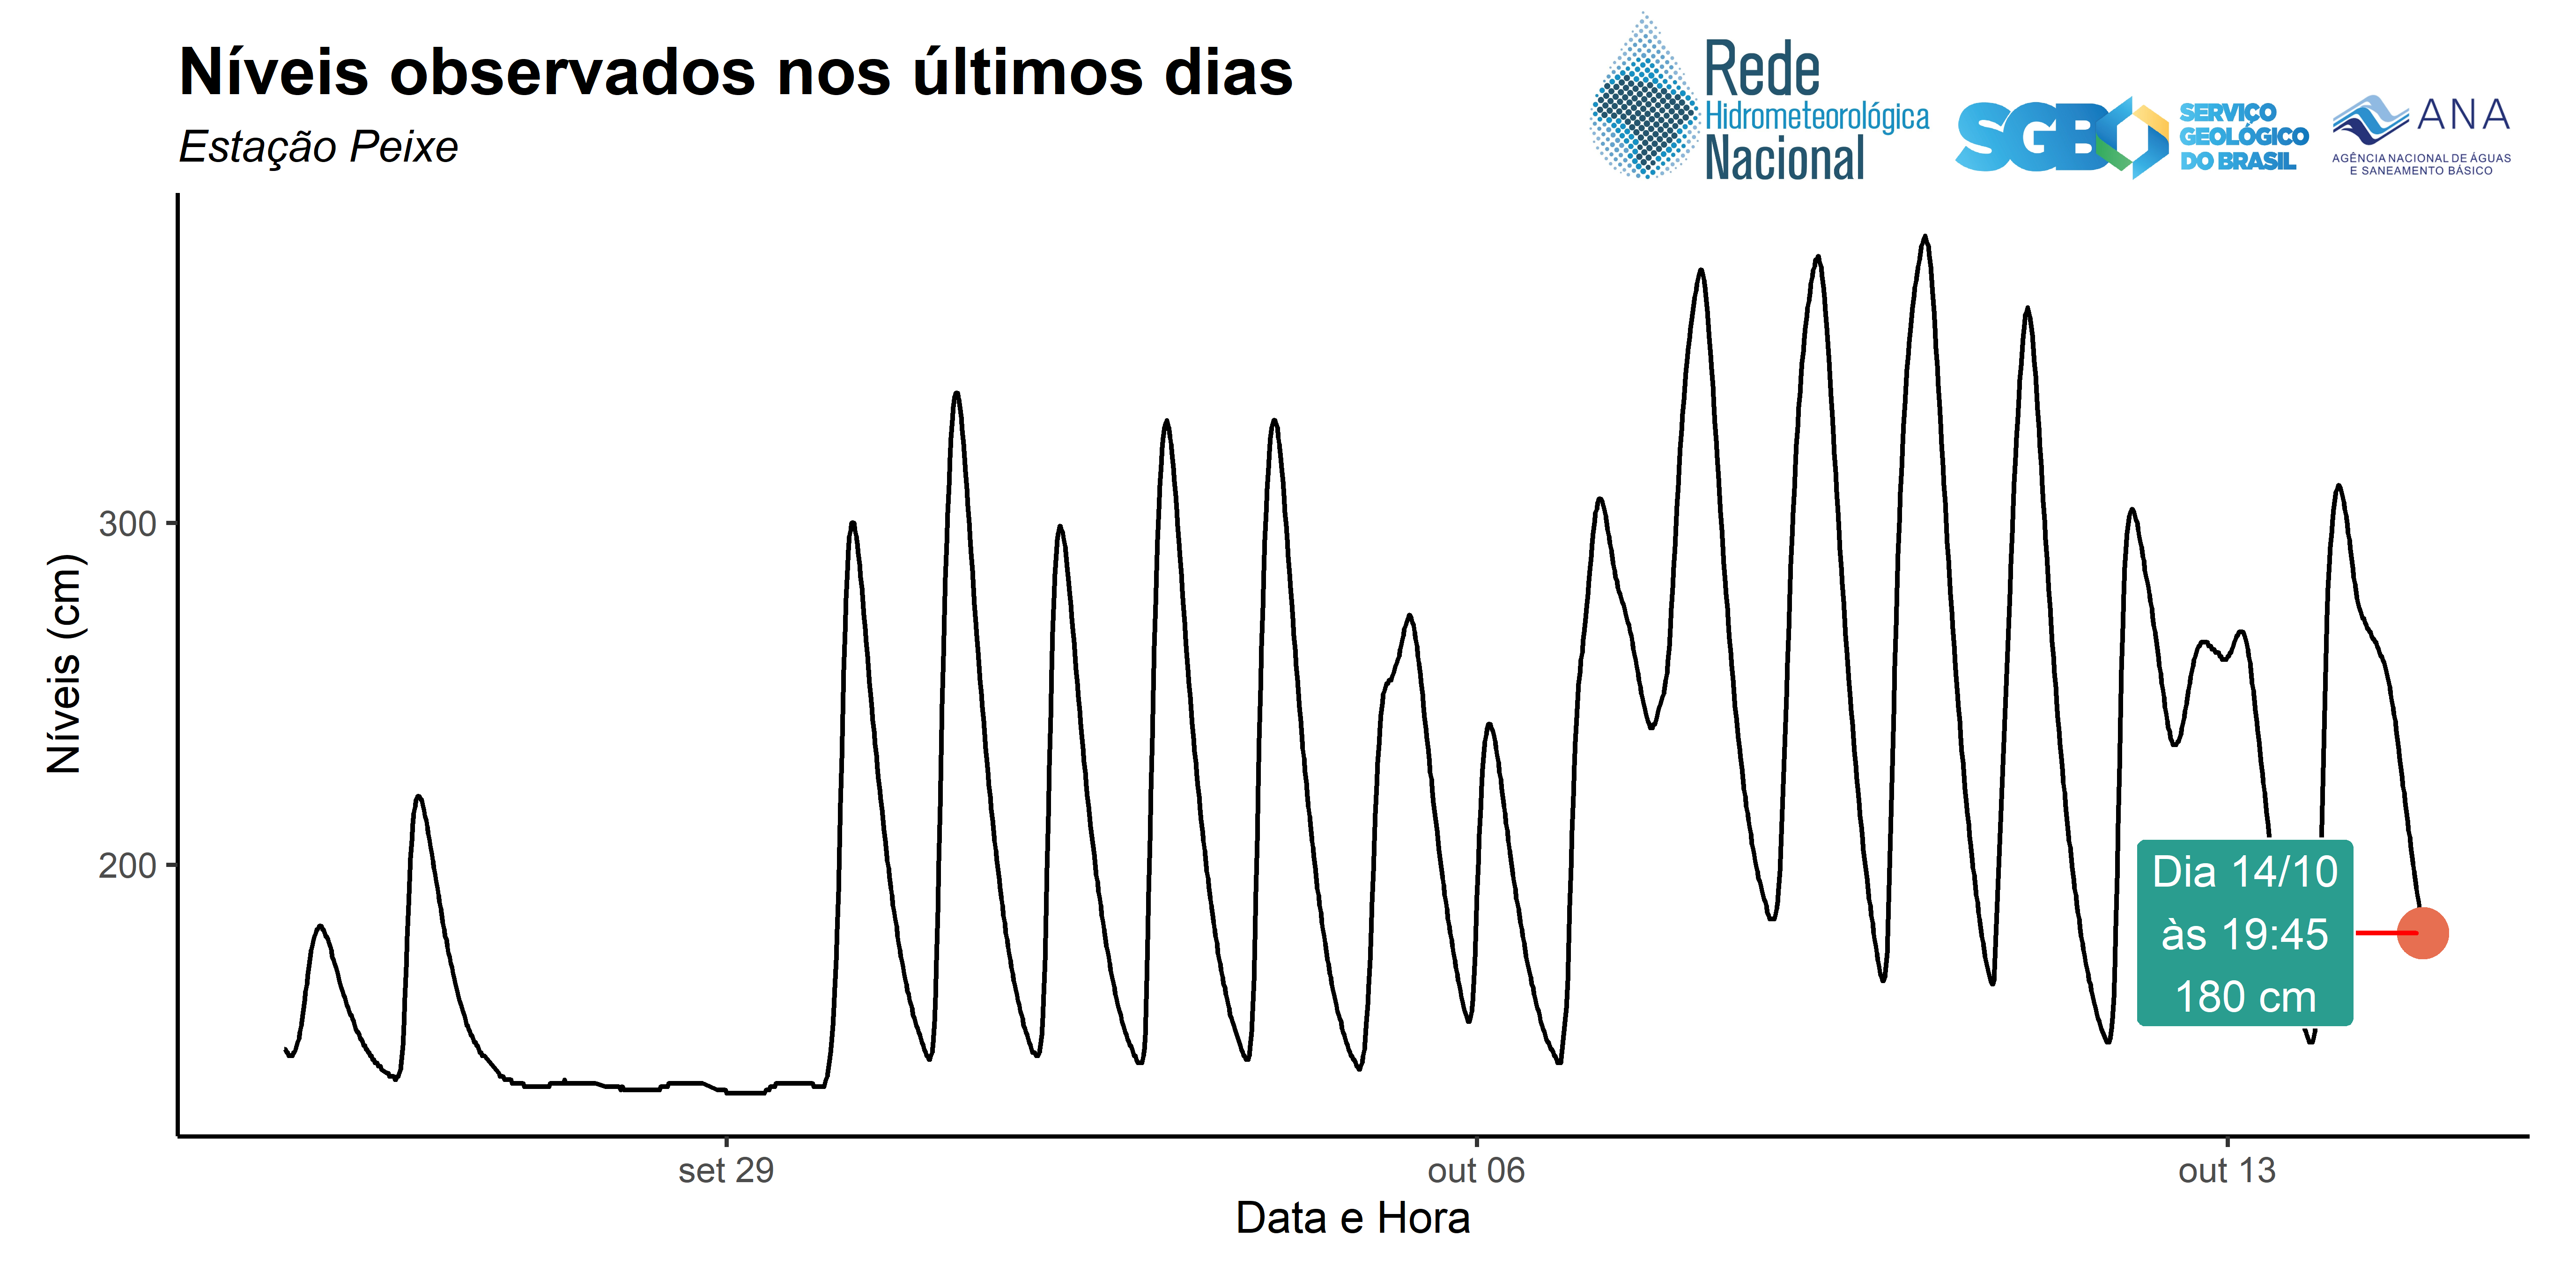 Níveis observados nos últimos dias
Estação Peixe
Rede
Hidrometeorológica
Nacional
SGB
SERVIÇO
GEOLÓGICO
DO BRASIL
ANA
AGÊNCIA NACIONAL DE ÁGUAS
E SANEAMENTO BÁSICO
Níveis (cm)
300
200
Dia 14/10
às 19:45
180 cm
set 29
out 06
out 13
Data e Hora